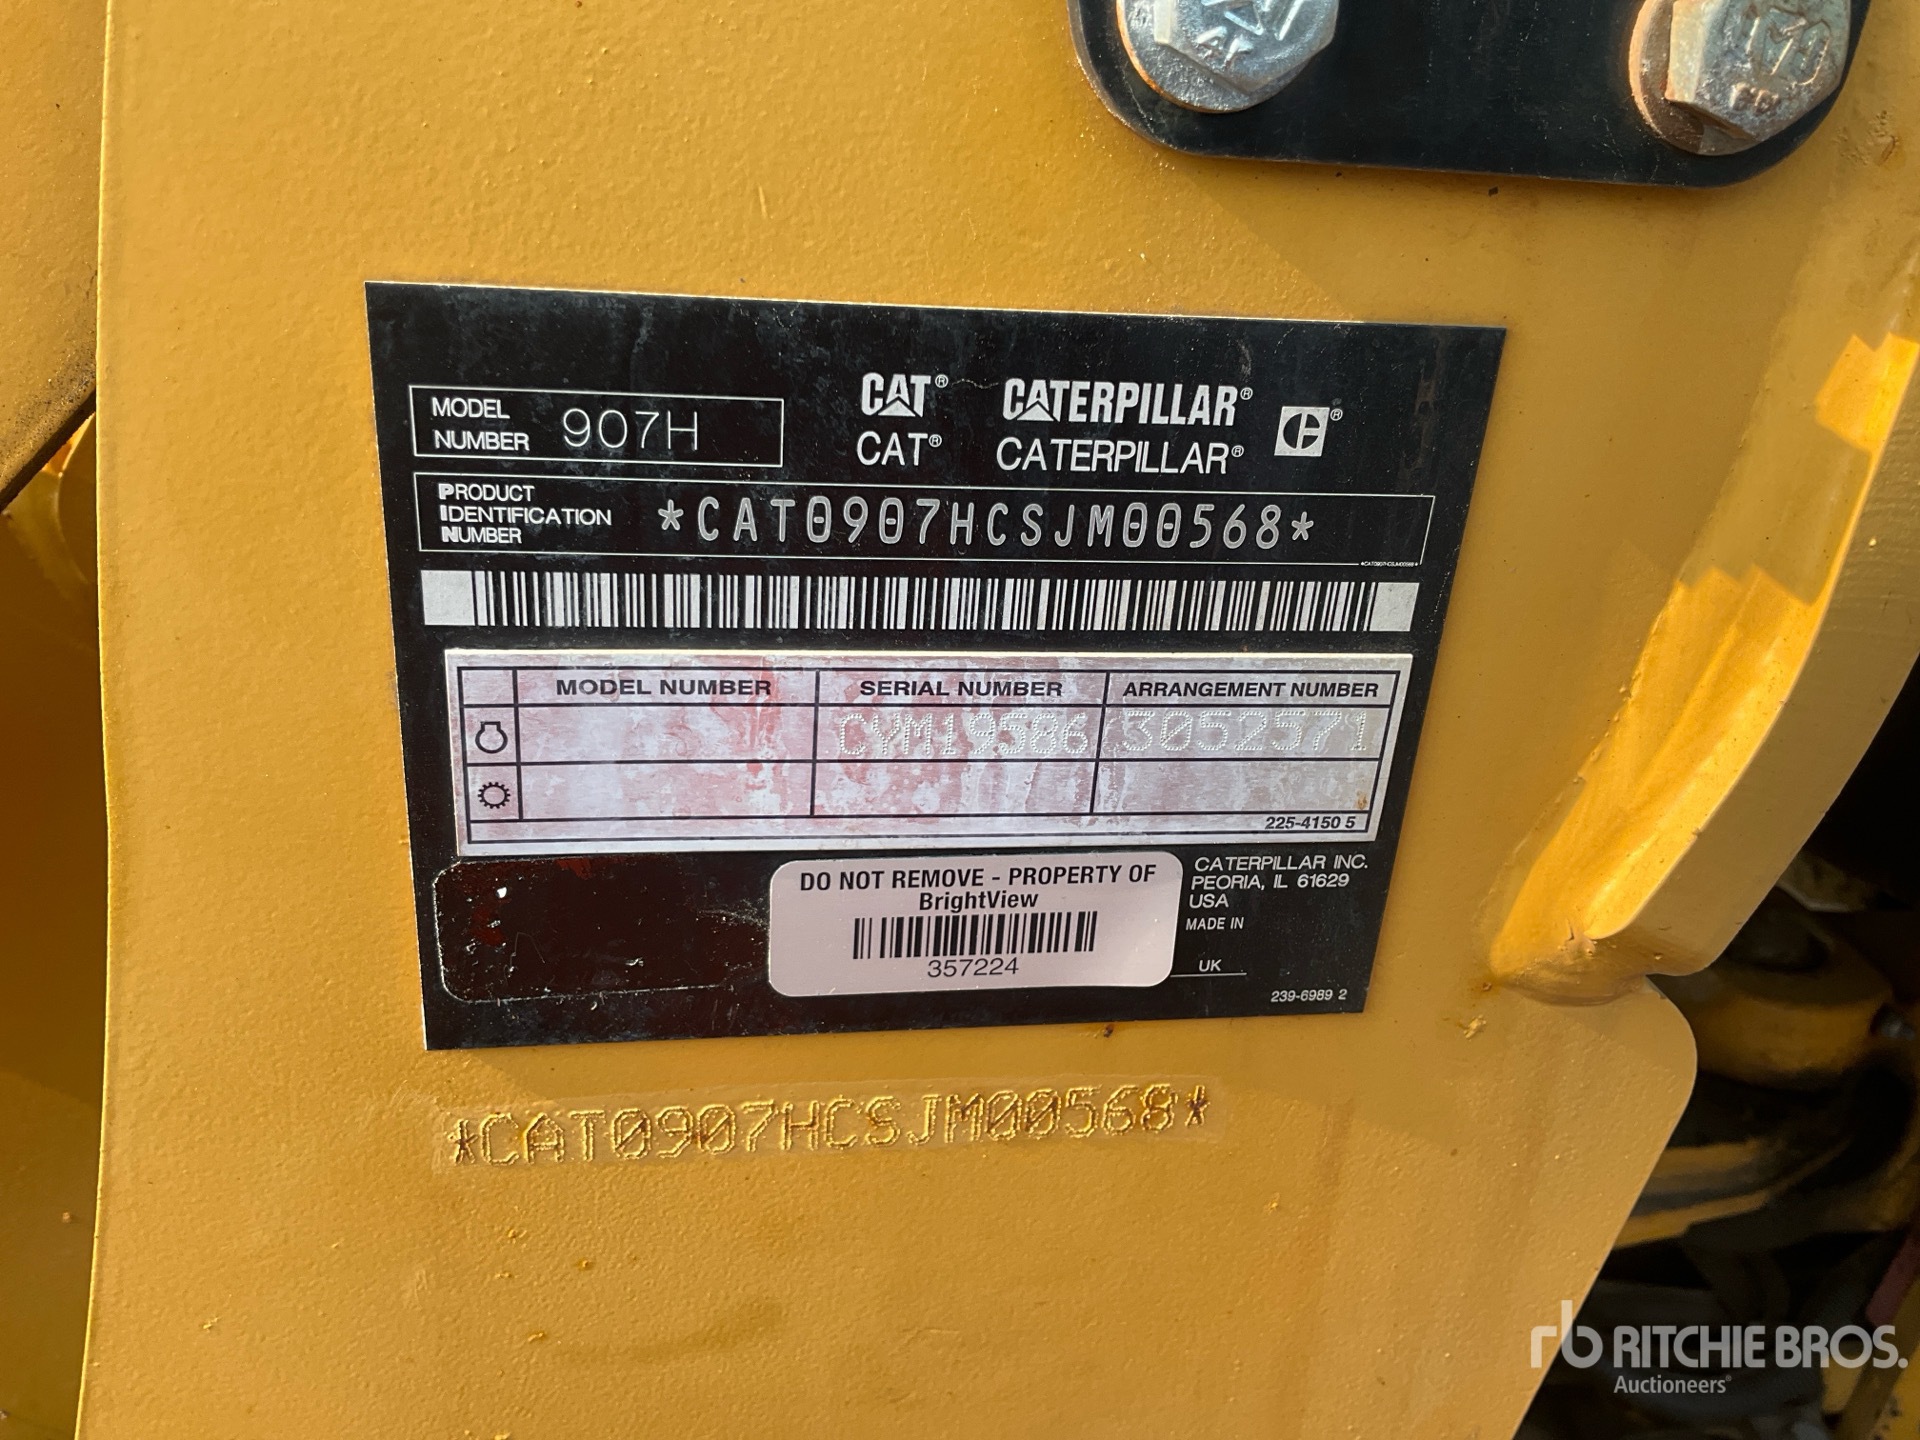 MODEL NUMBER 907H
CAT® CATERPILLAR® ®
CAT® CATERPILLAR®
PRODUCT IDENTIFICATION NUMBER *CAT0907HCSJM00568*
*CAT0907HCSJM00568*
MODEL NUMBER SERIAL NUMBER ARRANGEMENT NUMBER
CYM19586 3052571
225-4150 5
DO NOT REMOVE - PROPERTY OF
BrightView
357224
CATERPILLAR INC.
PEORIA, IL 61629
USA
MADE IN
UK
239-6989 2
*CAT0907HCSJM00568*
rb RITCHIE BROS.
Auctioneers®